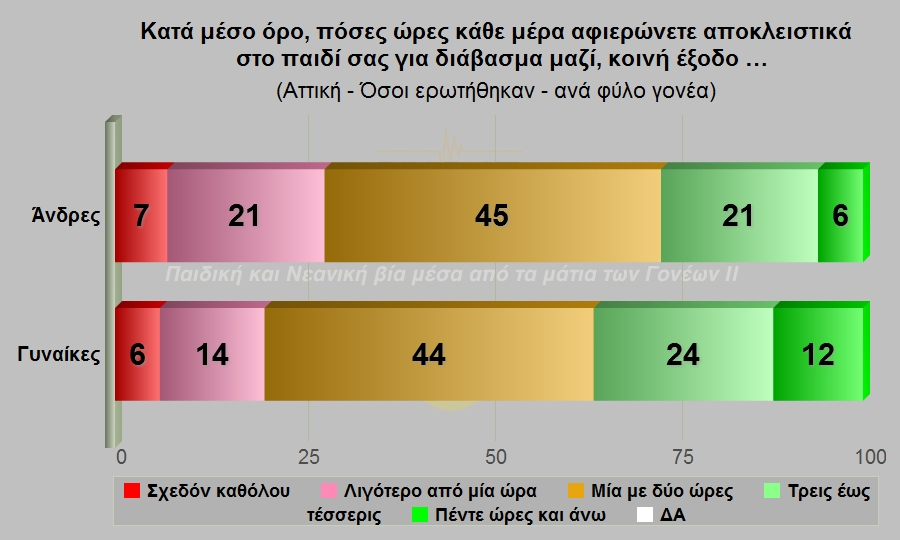 Κατά μέσο όρο, πόσες ώρες κάθε μέρα αφιερώνετε αποκλειστικά
στο παιδί σας για διάβασμα μαζί, κοινή έξοδο ...
(Αττική - Όσοι ερωτήθηκαν - ανά φύλο γονέα)
Άνδρες 7 21 45 21 6
Παιδική και Νεανική βία μέσα από τα μάτια των Γονέων ΙΙ
Γυναίκες 6 14 44 24 12
0 25 50 75 100
Σχεδόν καθόλου Λιγότερο από μία ώρα Μία με δύο ώρες Τρεις έως
τέσσερις Πέντε ώρες και άνω ΔΑ